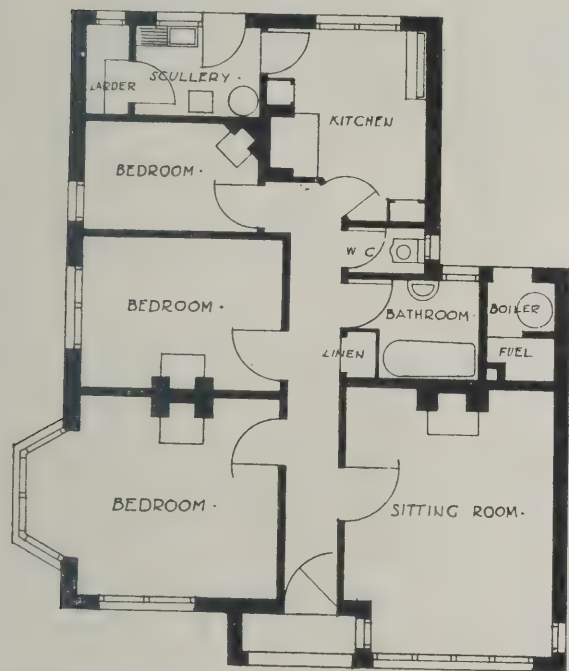 SCULLERY.
LARDER
KITCHEN
BEDROOM.
W C
BEDROOM.
BATHROOM.
BOILER
LINEN
FUEL
BEDROOM.
SITTING ROOM.